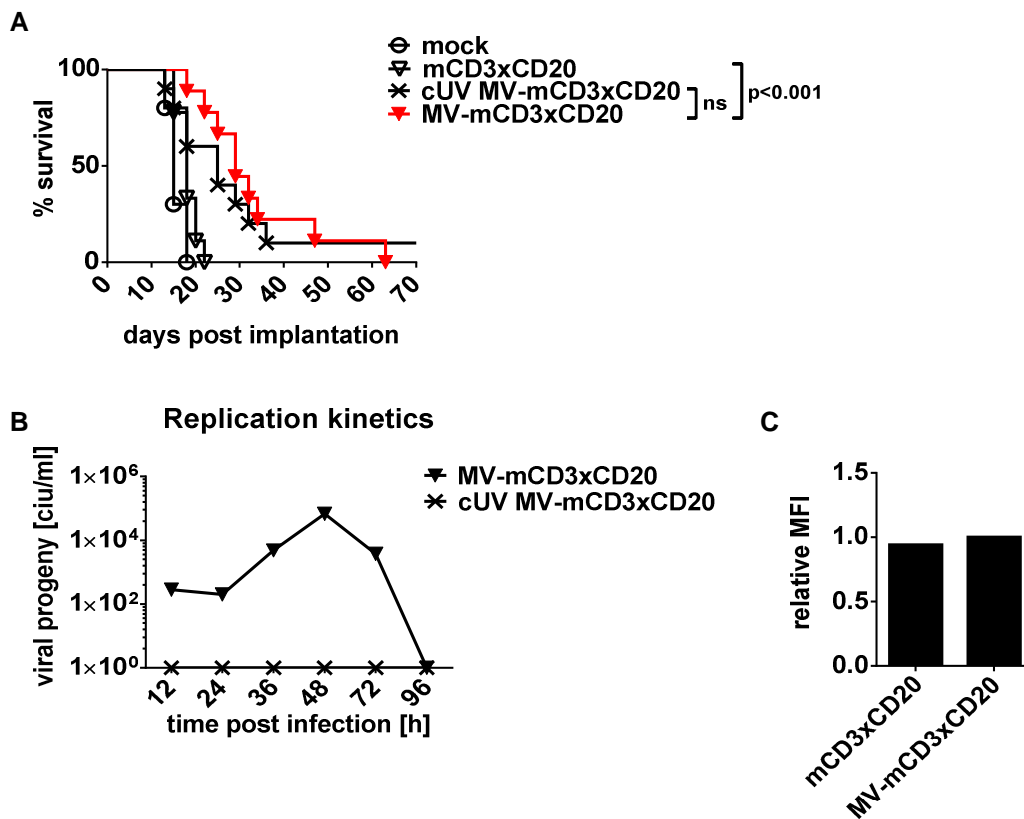 A
mock
mCD3xCD20
cUV MV-mCD3xCD20
MV-mCD3xCD20
ns
p<0.001
% survival
100
50
0
0 10 20 30 40 50 60 70
days post implantation
B
Replication kinetics
viral progeny [ciu/ml]
1×10⁶
1×10⁴
1×10²
1×10⁰
12 24 36 48 72 96
time post infection [h]
MV-mCD3xCD20
cUV MV-mCD3xCD20
C
relative MFI
1.5
1.0
0.5
0.0
mCD3xCD20
MV-mCD3xCD20